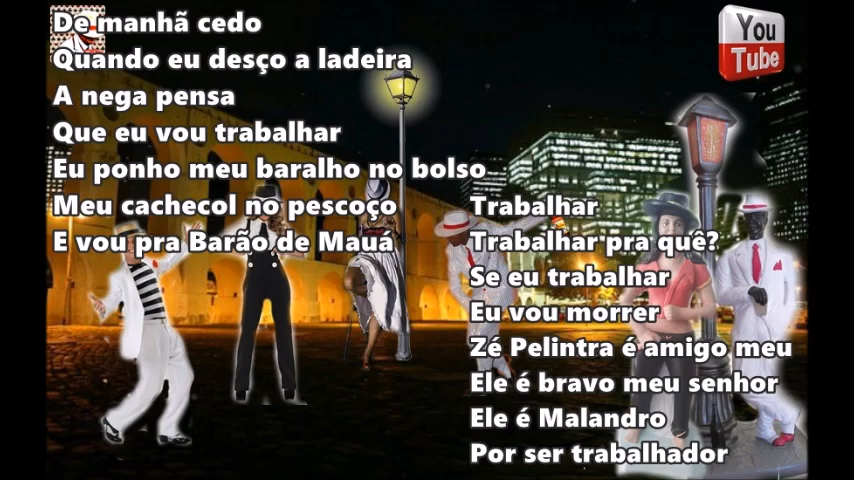 De manhã cedo
Quando eu desço a ladeira
A nega pensa
Que eu vou trabalhar
Eu ponho meu baralho no bolso
Meu cachecol no pescoço
E vou pra Barão de Mauá
Trabalhar
Trabalhar pra quê?
Se eu trabalhar
Eu vou morrer
Zé Pelintra é amigo meu
Ele é bravo meu senhor
Ele é Malandro
Por ser trabalhador
You
Tube